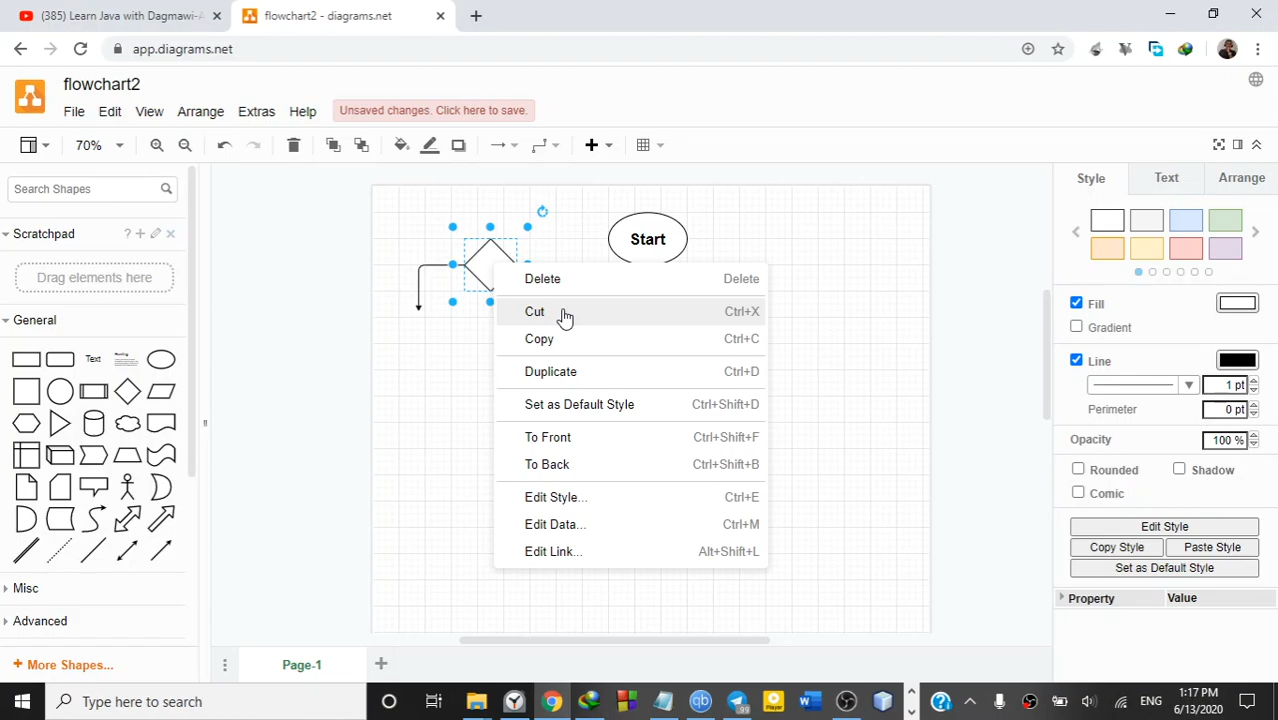 (385) Learn Java with Dagmawi-A
flowchart2 - diagrams.net
app.diagrams.net
flowchart2
File Edit View Arrange Extras Help
Unsaved changes. Click here to save.
70%
Search Shapes
Scratchpad
Drag elements here
General
Text
Misc
Advanced
+ More Shapes...
Start
Delete Delete
Cut Ctrl+X
Copy Ctrl+C
Duplicate Ctrl+D
Set as Default Style Ctrl+Shift+D
To Front Ctrl+Shift+F
To Back Ctrl+Shift+B
Edit Style... Ctrl+E
Edit Data... Ctrl+M
Edit Link... Alt+Shift+L
Style Text Arrange
Fill
Gradient
Line
1 pt
Perimeter 0 pt
Opacity 100 %
Rounded Shadow
Comic
Edit Style
Copy Style Paste Style
Set as Default Style
Property Value
Page-1
Type here to search
99
Player
ENG
1:17 PM
6/13/2020